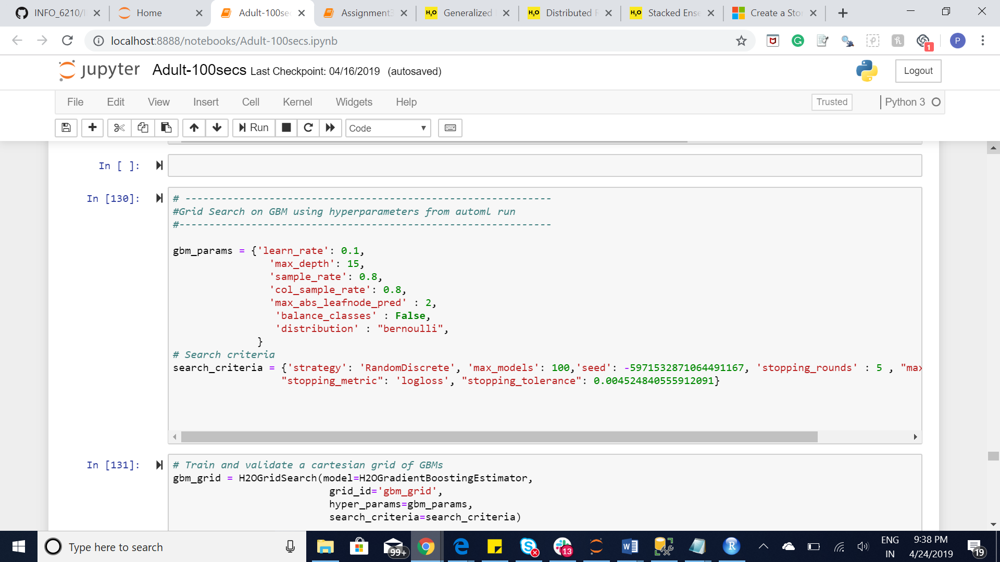 INFO_6210/
Home
Adult-100sec
Assignment3
H2O Generalized
H2O Distributed R
H2O Stacked Ense
Create a Sto
localhost:8888/notebooks/Adult-100secs.ipynb
1
P
jupyter Adult-100secs Last Checkpoint: 04/16/2019 (autosaved)
Logout
File Edit View Insert Cell Kernel Widgets Help
Trusted
Python 3
Run
Code
In [ ]:
In [130]:
# -------------------------------------------------------------
#Grid Search on GBM using hyperparameters from automl run
#--------------------------------------------------------------
gbm_params = {'learn_rate': 0.1,
'max_depth': 15,
'sample_rate': 0.8,
'col_sample_rate': 0.8,
'max_abs_leafnode_pred' : 2,
'balance_classes' : False,
'distribution' : "bernoulli",
}
# Search criteria
search_criteria = {'strategy': 'RandomDiscrete', 'max_models': 100,'seed': -5971532871064491167, 'stopping_rounds' : 5 , "max
"stopping_metric": 'logloss', "stopping_tolerance": 0.004524840555912091}
In [131]:
# Train and validate a cartesian grid of GBMs
gbm_grid = H2OGridSearch(model=H2OGradientBoostingEstimator,
grid_id='gbm_grid',
hyper_params=gbm_params,
search_criteria=search_criteria)
Type here to search
99+
13
R
ENG
IN
9:38 PM
4/24/2019
19